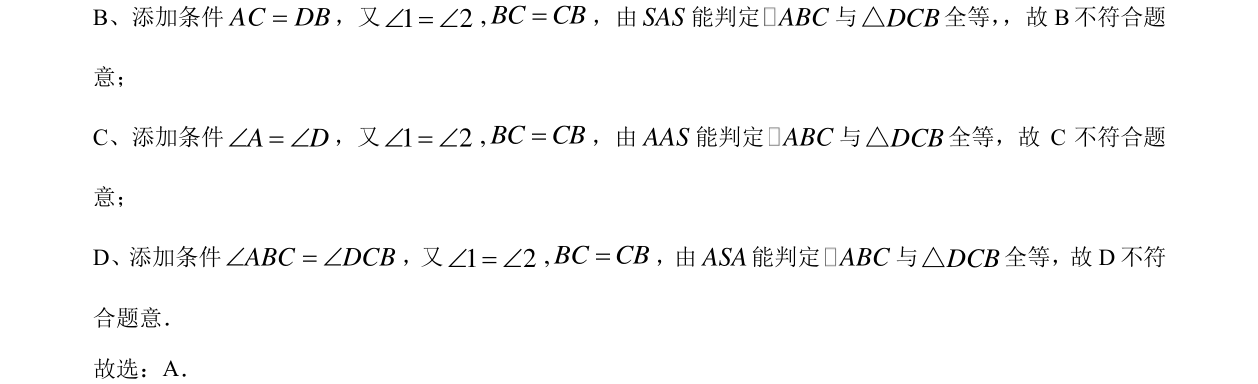 B、添加条件 AC = DB，又∠1 = ∠2 , BC = CB，由 SAS 能判定□ABC 与△DCB 全等,，故 B 不符合题
意；
C、添加条件 ∠A = ∠D，又∠1 = ∠2 , BC = CB，由 AAS 能判定□ABC 与△DCB 全等，故 C 不符合题
意；
D、添加条件 ∠ABC = ∠DCB，又∠1 = ∠2 , BC = CB，由 ASA 能判定□ABC 与△DCB 全等，故 D 不符
合题意．
故选：A．